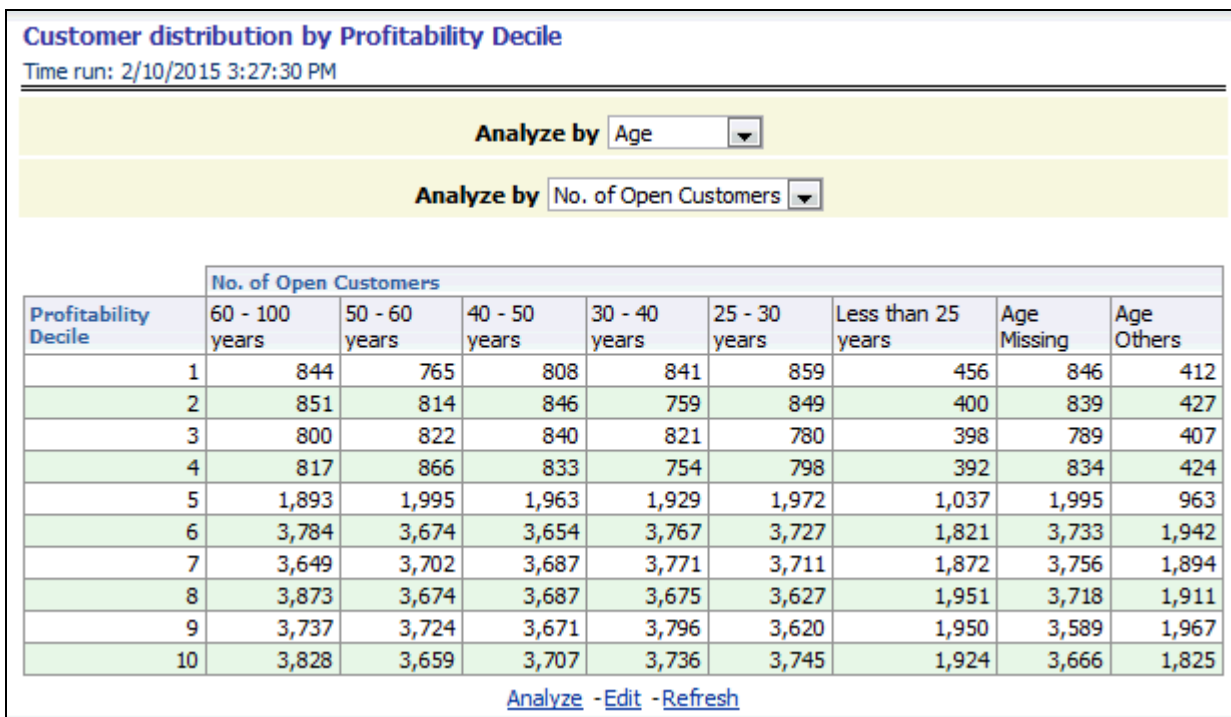 Customer distribution by Profitability Decile
Time run: 2/10/2015 3:27:30 PM
Analyze by Age
Analyze by No. of Open Customers
No. of Open Customers
Profitability Decile 60 - 100 years 50 - 60 years 40 - 50 years 30 - 40 years 25 - 30 years Less than 25 years Age Missing Age Others
1 844 765 808 841 859 456 846 412
2 851 814 846 759 849 400 839 427
3 800 822 840 821 780 398 789 407
4 817 866 833 754 798 392 834 424
5 1,893 1,995 1,963 1,929 1,972 1,037 1,995 963
6 3,784 3,674 3,654 3,767 3,727 1,821 3,733 1,942
7 3,649 3,702 3,687 3,771 3,711 1,872 3,756 1,894
8 3,873 3,674 3,687 3,675 3,627 1,951 3,718 1,911
9 3,737 3,724 3,671 3,796 3,620 1,950 3,589 1,967
10 3,828 3,659 3,707 3,736 3,745 1,924 3,666 1,825
Analyze - Edit - Refresh